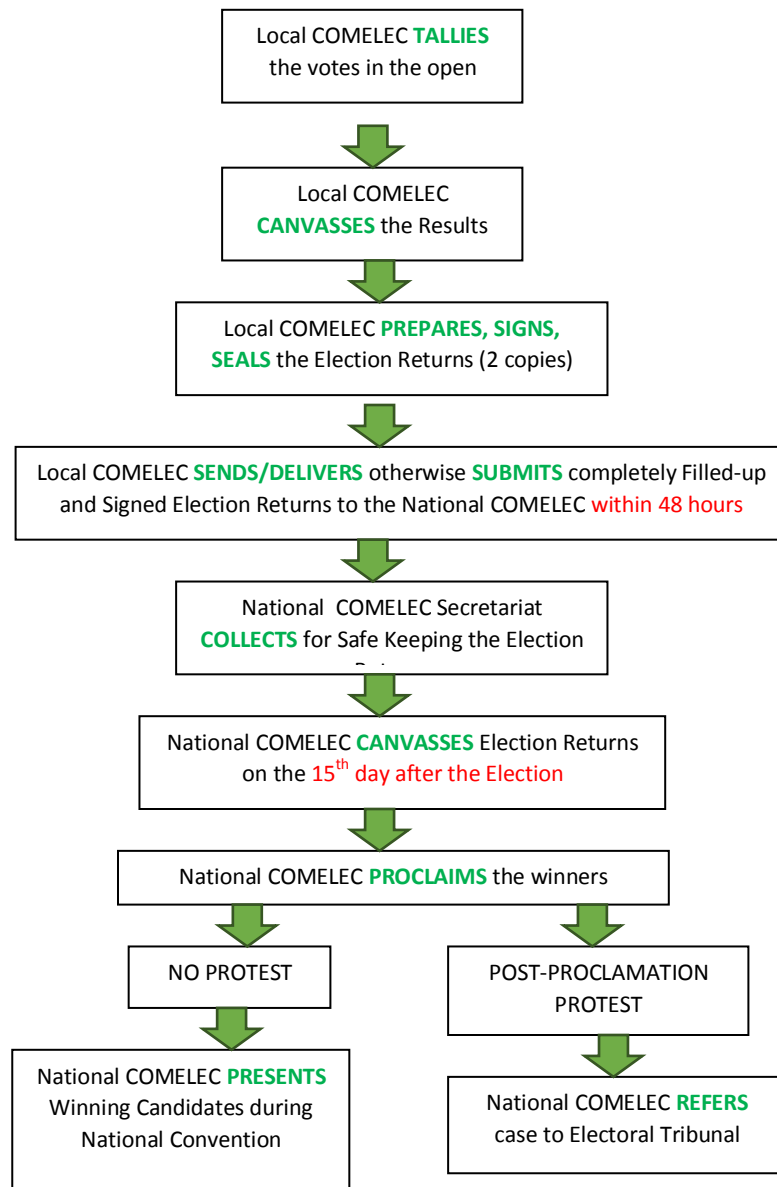 Local COMELEC TALLIES
the votes in the open
Local COMELEC
CANVASSES the Results
Local COMELEC PREPARES, SIGNS,
SEALS the Election Returns (2 copies)
Local COMELEC SENDS/DELIVERS otherwise SUBMITS completely Filled-up
and Signed Election Returns to the National COMELEC within 48 hours
National COMELEC Secretariat
COLLECTS for Safe Keeping the Election
National COMELEC CANVASSES Election Returns
on the 15th day after the Election
National COMELEC PROCLAIMS the winners
NO PROTEST
POST-PROCLAMATION
PROTEST
National COMELEC PRESENTS
Winning Candidates during
National Convention
National COMELEC REFERS
case to Electoral Tribunal